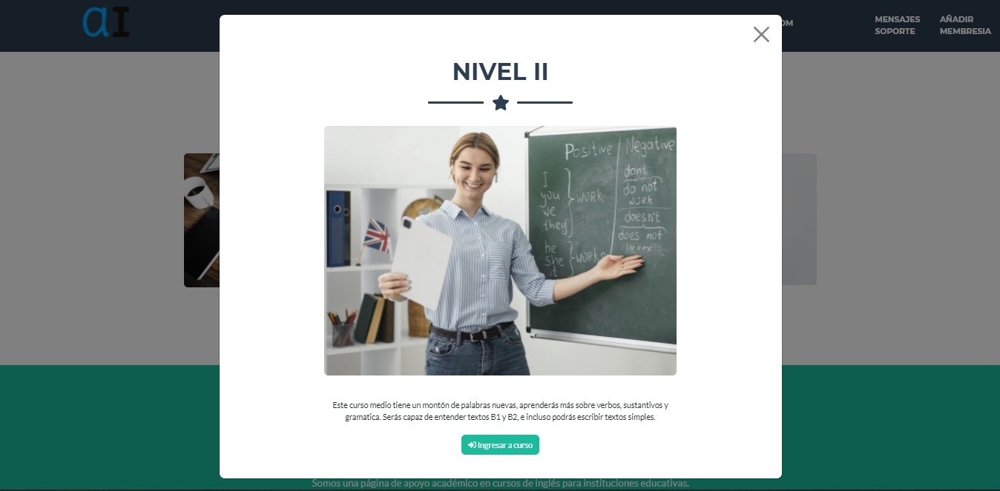 aI
OM
MENSAJES
SOPORTE
AÑADIR
MEMBRESIA
NIVEL II
Positive Negative
I
you
we
they
work
he
she
it
works
dont
do not
work
doesn't
does not
work
Este curso medio tiene un montón de palabras nuevas, aprenderás más sobre verbos, sustantivos y
gramatica. Serás capaz de entender textos B1 y B2, e incluso podrás escribir textos simples.
Ingresar a curso
Somos una página de apoyo académico en cursos de inglés para instituciones educativas.